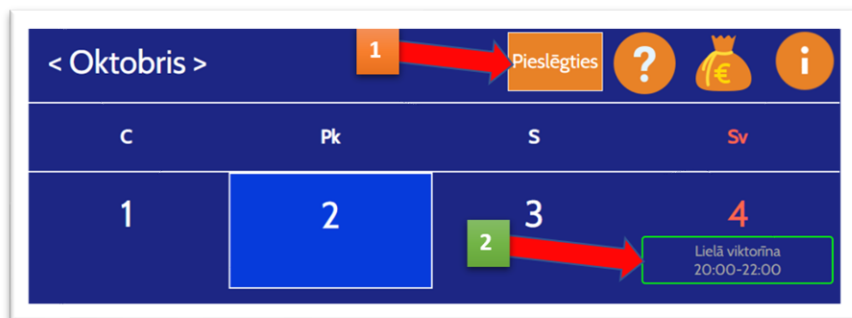 < Oktobris >
1
Pieslēgties
?
€
i
C
Pk
S
Sv
1
2
3
4
2
Lielā viktorīna
20:00-22:00